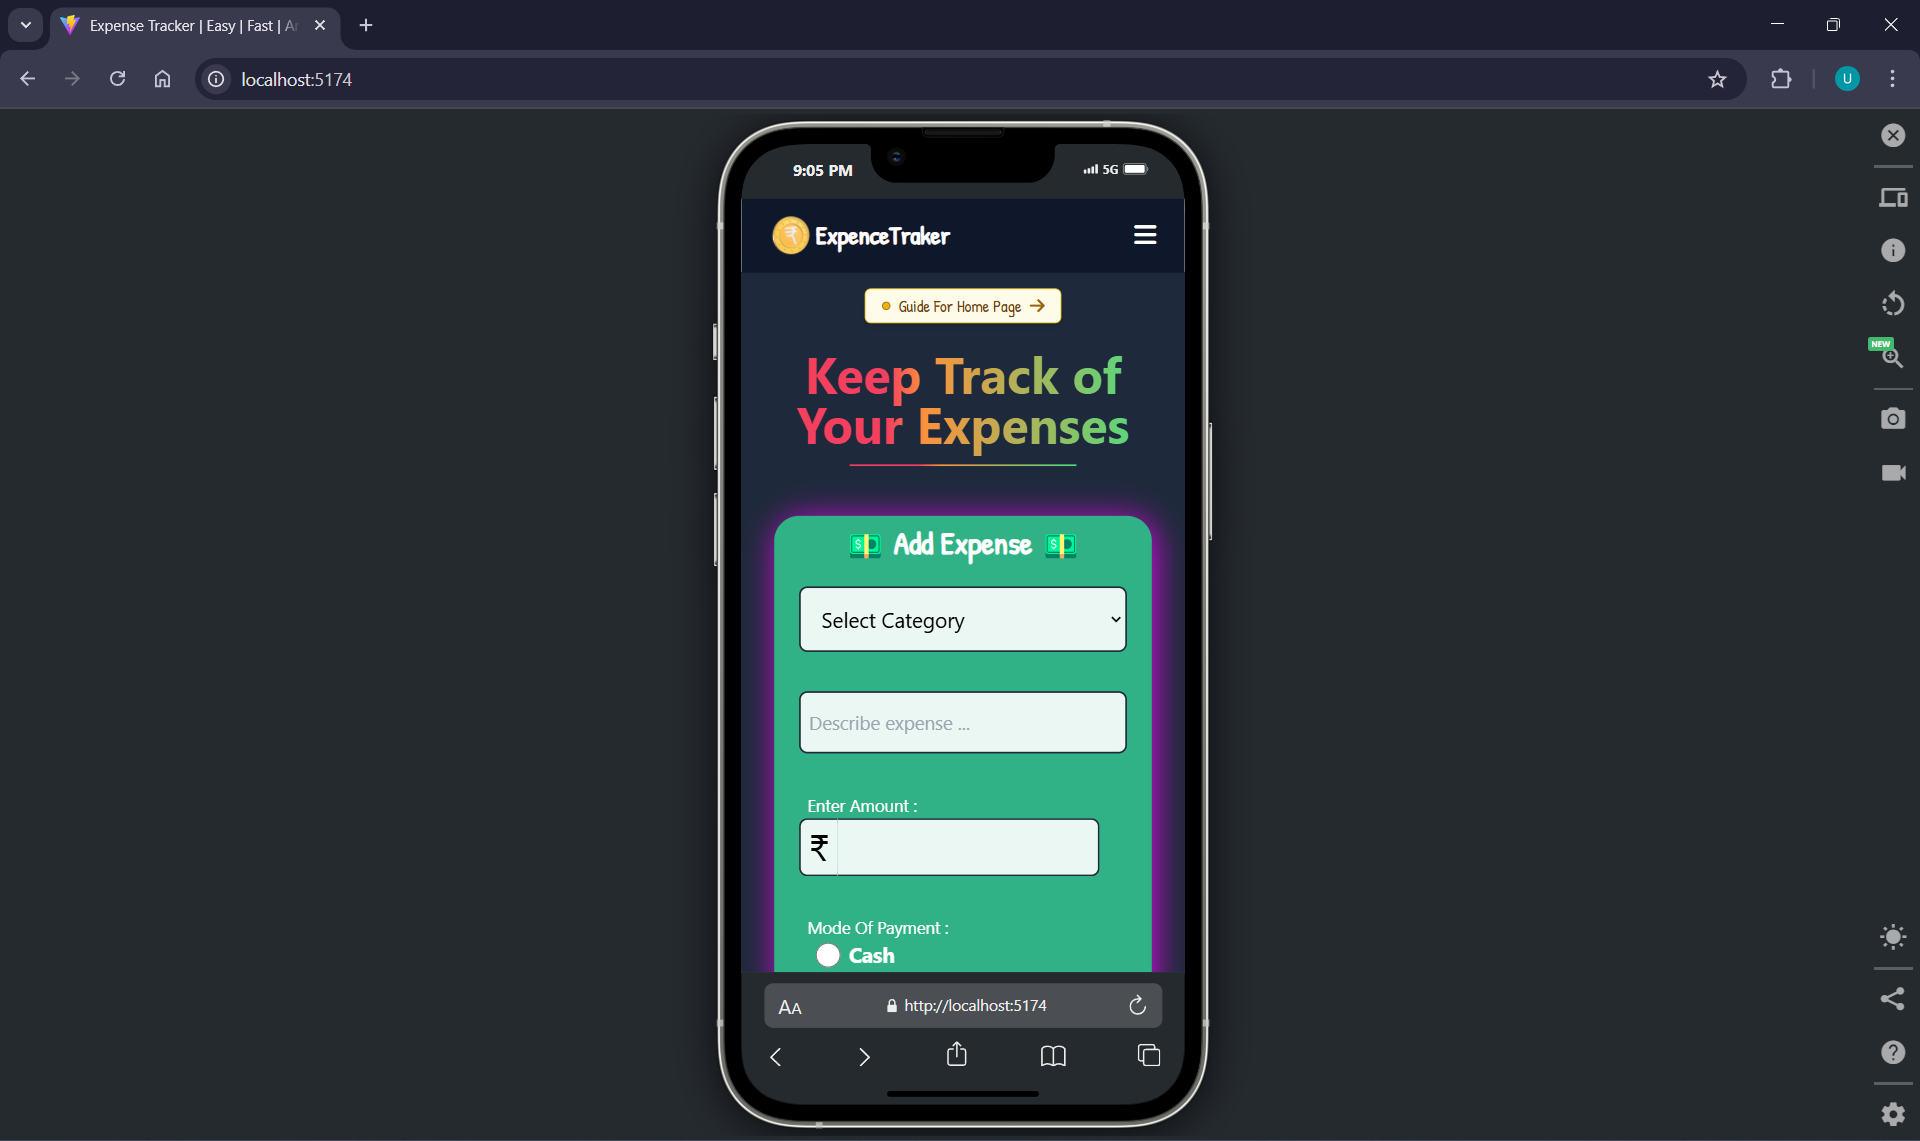 Expense Tracker | Easy | Fast | Ar
localhost:5174
U
9:05 PM
5G
ExpenceTraker
Guide For Home Page
Keep Track of
Your Expenses
Add Expense
Select Category
Describe expense ...
Enter Amount :
₹
Mode Of Payment :
Cash
AA
http://localhost:5174
NEW